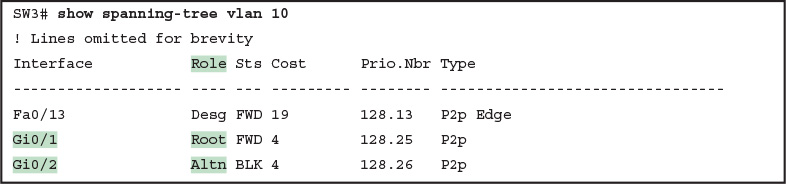 SW3# show spanning-tree vlan 10
! Lines omitted for brevity
Interface           Role Sts Cost      Prio.Nbr Type
------------------- ---- --- --------- -------- --------------------------------
Fa0/13              Desg FWD 19        128.13   P2p Edge
Gi0/1               Root FWD 4         128.25   P2p
Gi0/2               Altn BLK 4         128.26   P2p